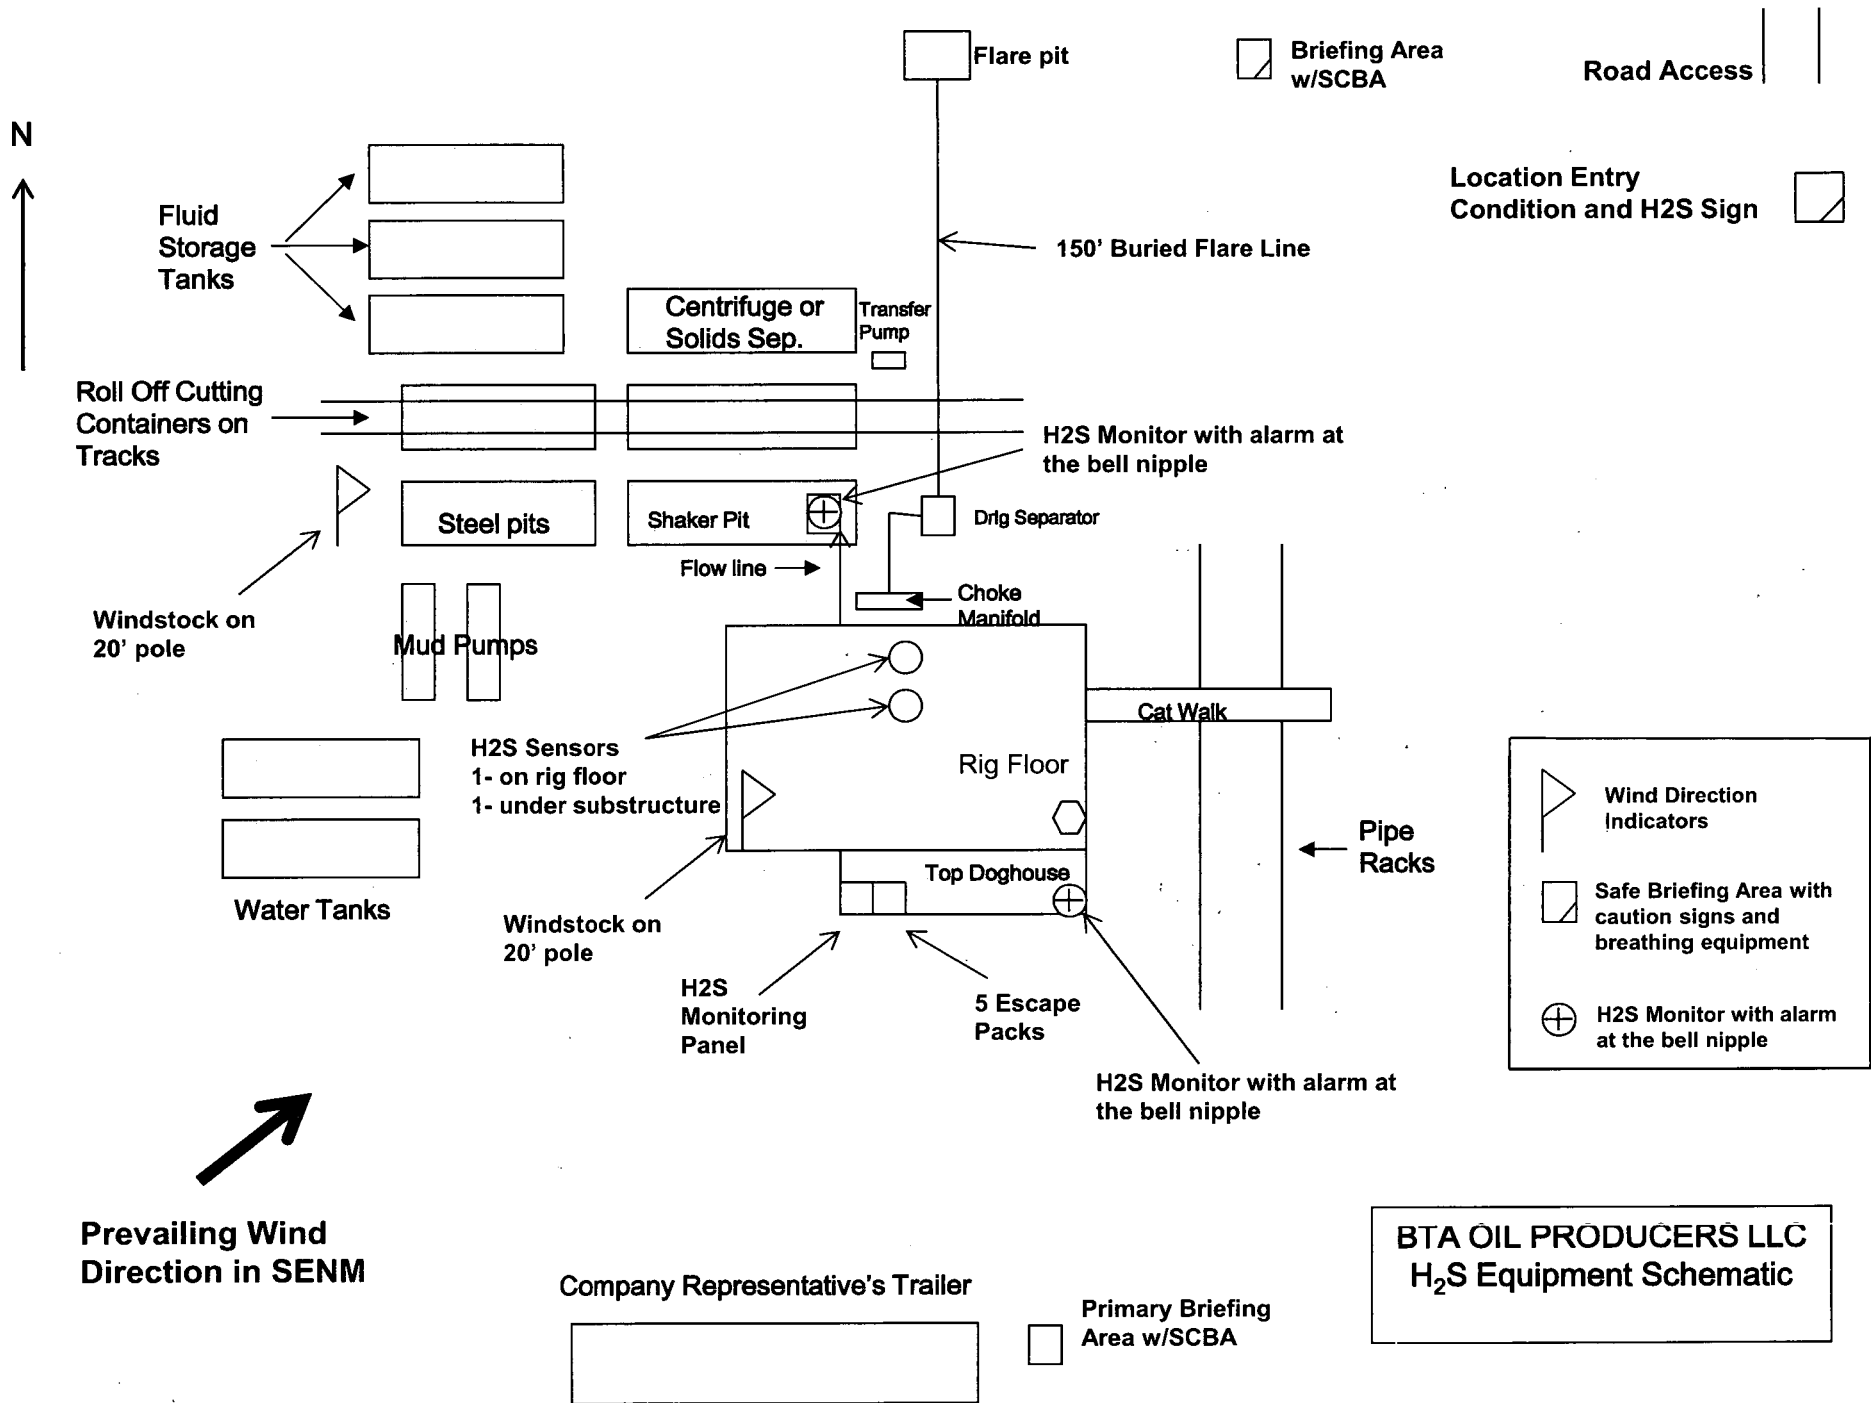 Flare pit
Briefing Area
w/SCBA
Road Access
N
Location Entry
Condition and H2S Sign
Fluid
Storage
Tanks
150' Buried Flare Line
Centrifuge or
Solids Sep.
Transfer
Pump
Roll Off Cutting
Containers on
Tracks
H2S Monitor with alarm at
the bell nipple
Steel pits
Shaker Pit
Drlg Separator
Flow line
Choke
Manifold
Windstock on
20' pole
Mud Pumps
Cat Walk
H2S Sensors
1- on rig floor
1- under substructure
Rig Floor
Wind Direction
Indicators
Pipe
Racks
Top Doghouse
Safe Briefing Area with
caution signs and
breathing equipment
Water Tanks
Windstock on
20' pole
H2S
Monitoring
Panel
5 Escape
Packs
H2S Monitor with alarm
at the bell nipple
H2S Monitor with alarm at
the bell nipple
Prevailing Wind
Direction in SENM
BTA OIL PRODUCERS LLC
H₂S Equipment Schematic
Company Representative's Trailer
Primary Briefing
Area w/SCBA